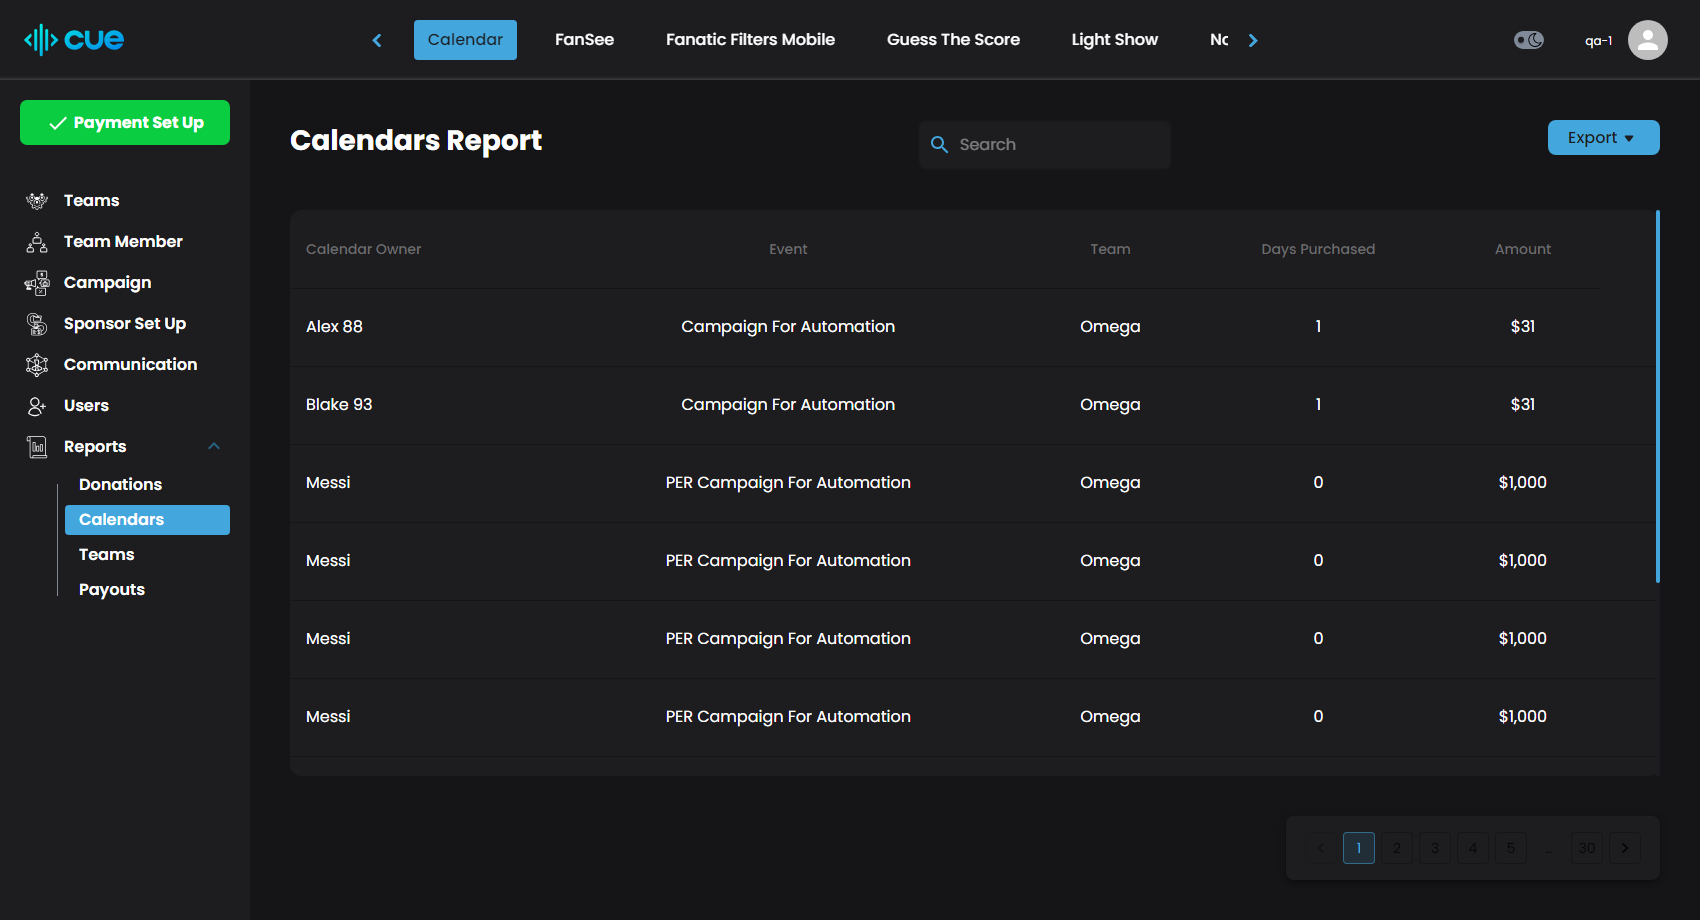 cue
Calendar FanSee Fanatic Filters Mobile Guess The Score Light Show No
qa-1
Payment Set Up
Teams
Team Member
Campaign
Sponsor Set Up
Communication
Users
Reports
Donations
Calendars
Teams
Payouts
Calendars Report
Search
Export
Calendar Owner Event Team Days Purchased Amount
Alex 88 Campaign For Automation Omega 1 $31
Blake 93 Campaign For Automation Omega 1 $31
Messi PER Campaign For Automation Omega 0 $1,000
Messi PER Campaign For Automation Omega 0 $1,000
Messi PER Campaign For Automation Omega 0 $1,000
Messi PER Campaign For Automation Omega 0 $1,000
1 2 3 4 5 ... 30